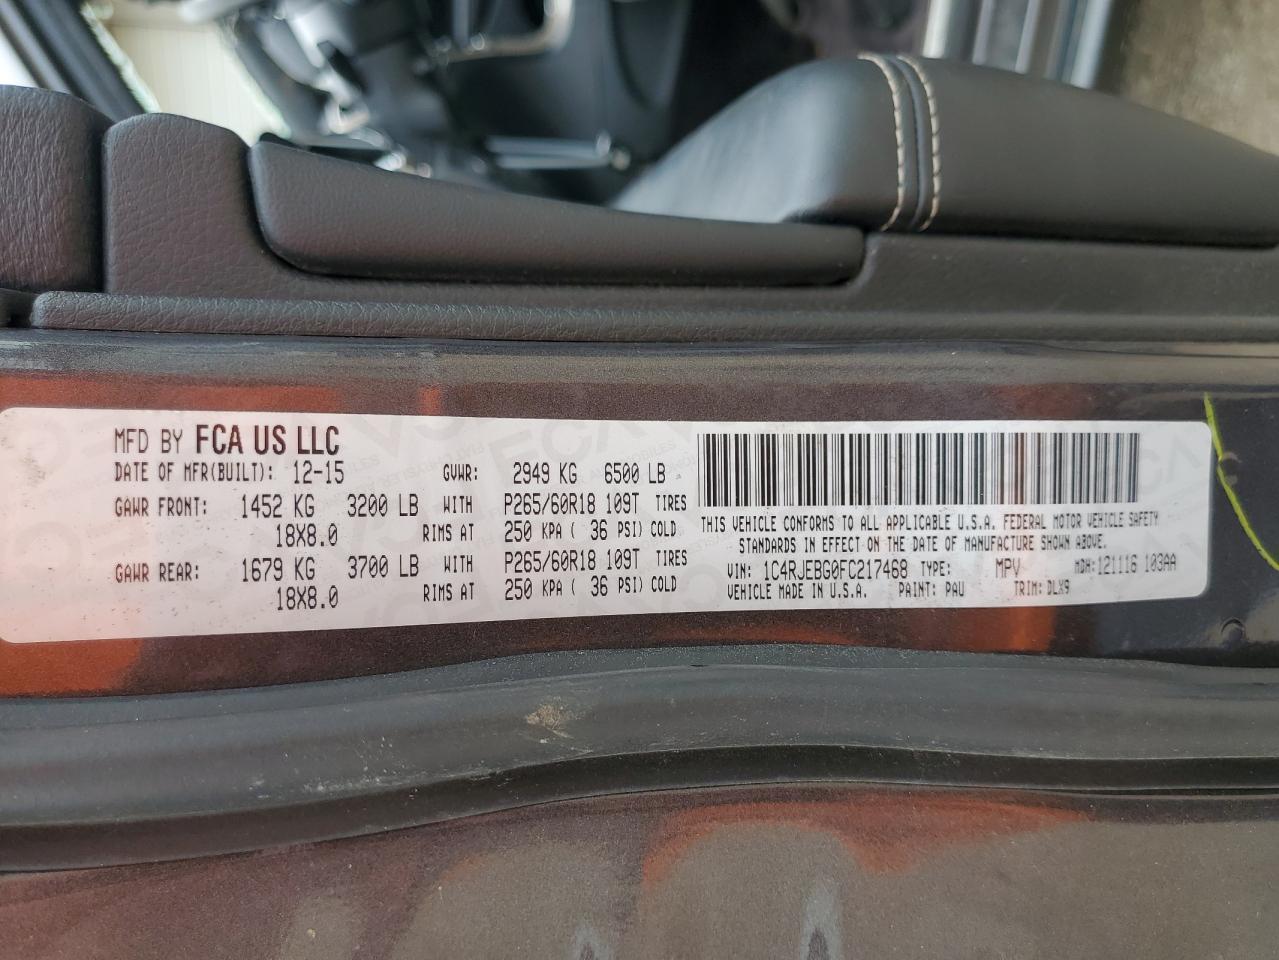 MFD BY FCA US LLC
DATE OF MFR(BUILT): 12-15 GVWR: 2949 KG 6500 LB
GAWR FRONT: 1452 KG 3200 LB WITH P265/60R18 109T TIRES
18X8.0 RIMS AT 250 KPA ( 36 PSI) COLD
GAWR REAR: 1679 KG 3700 LB WITH P265/60R18 109T TIRES
18X8.0 RIMS AT 250 KPA ( 36 PSI) COLD
THIS VEHICLE CONFORMS TO ALL APPLICABLE U.S.A. FEDERAL MOTOR VEHICLE SAFETY
STANDARDS IN EFFECT ON THE DATE OF MANUFACTURE SHOWN ABOVE.
VIN: 1C4RJEBG0FC217468 TYPE: MPV MDH:121116 103AA
VEHICLE MADE IN U.S.A. PAINT: PAU TRIM: DLX9